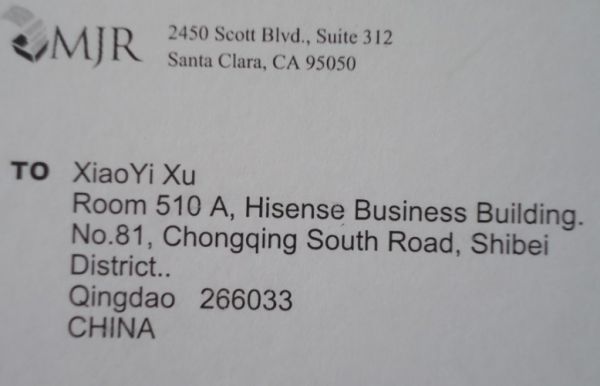 MJR
2450 Scott Blvd., Suite 312
Santa Clara, CA 95050
TO XiaoYi Xu
Room 510 A, Hisense Business Building.
No.81, Chongqing South Road, Shibei
District..
Qingdao 266033
CHINA